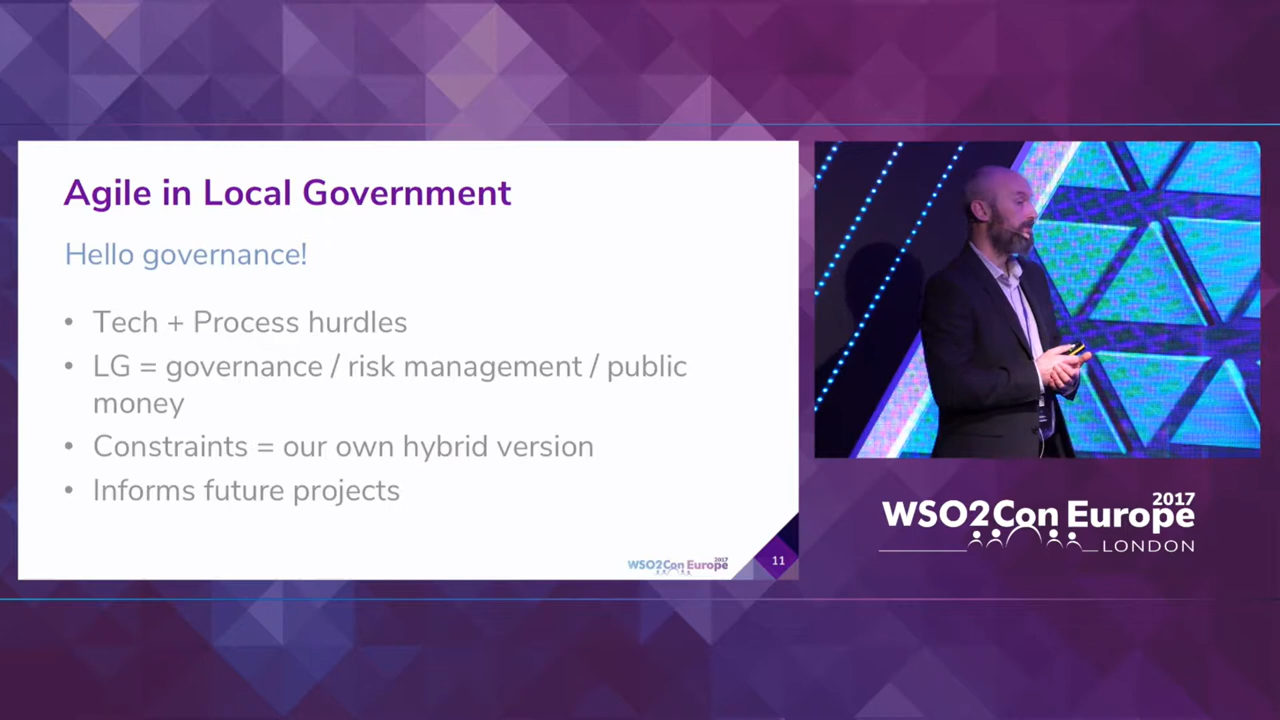 Agile in Local Government
Hello governance!
• Tech + Process hurdles
• LG = governance / risk management / public
money
• Constraints = our own hybrid version
• Informs future projects
WSO2Con Europe 2017
11
WSO2Con Europe 2017
LONDON